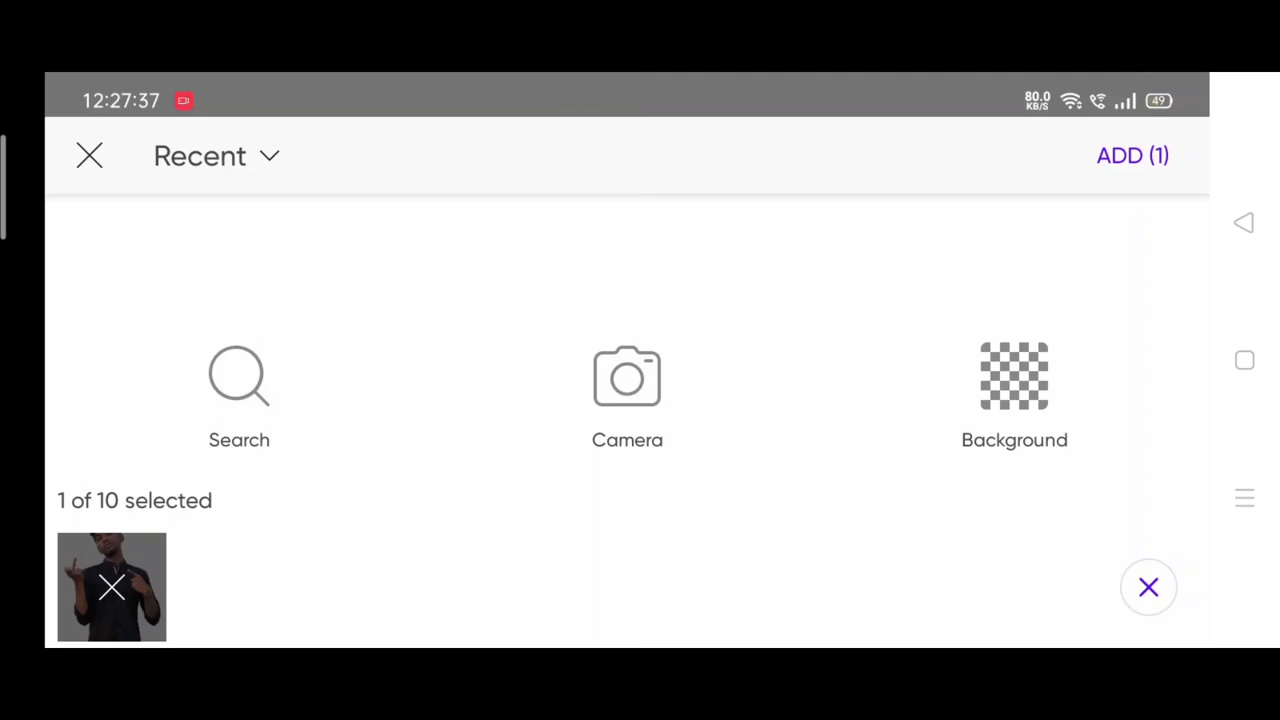 12:27:37
80.0
KB/S
49
Recent
ADD (1)
Search
Camera
Background
1 of 10 selected